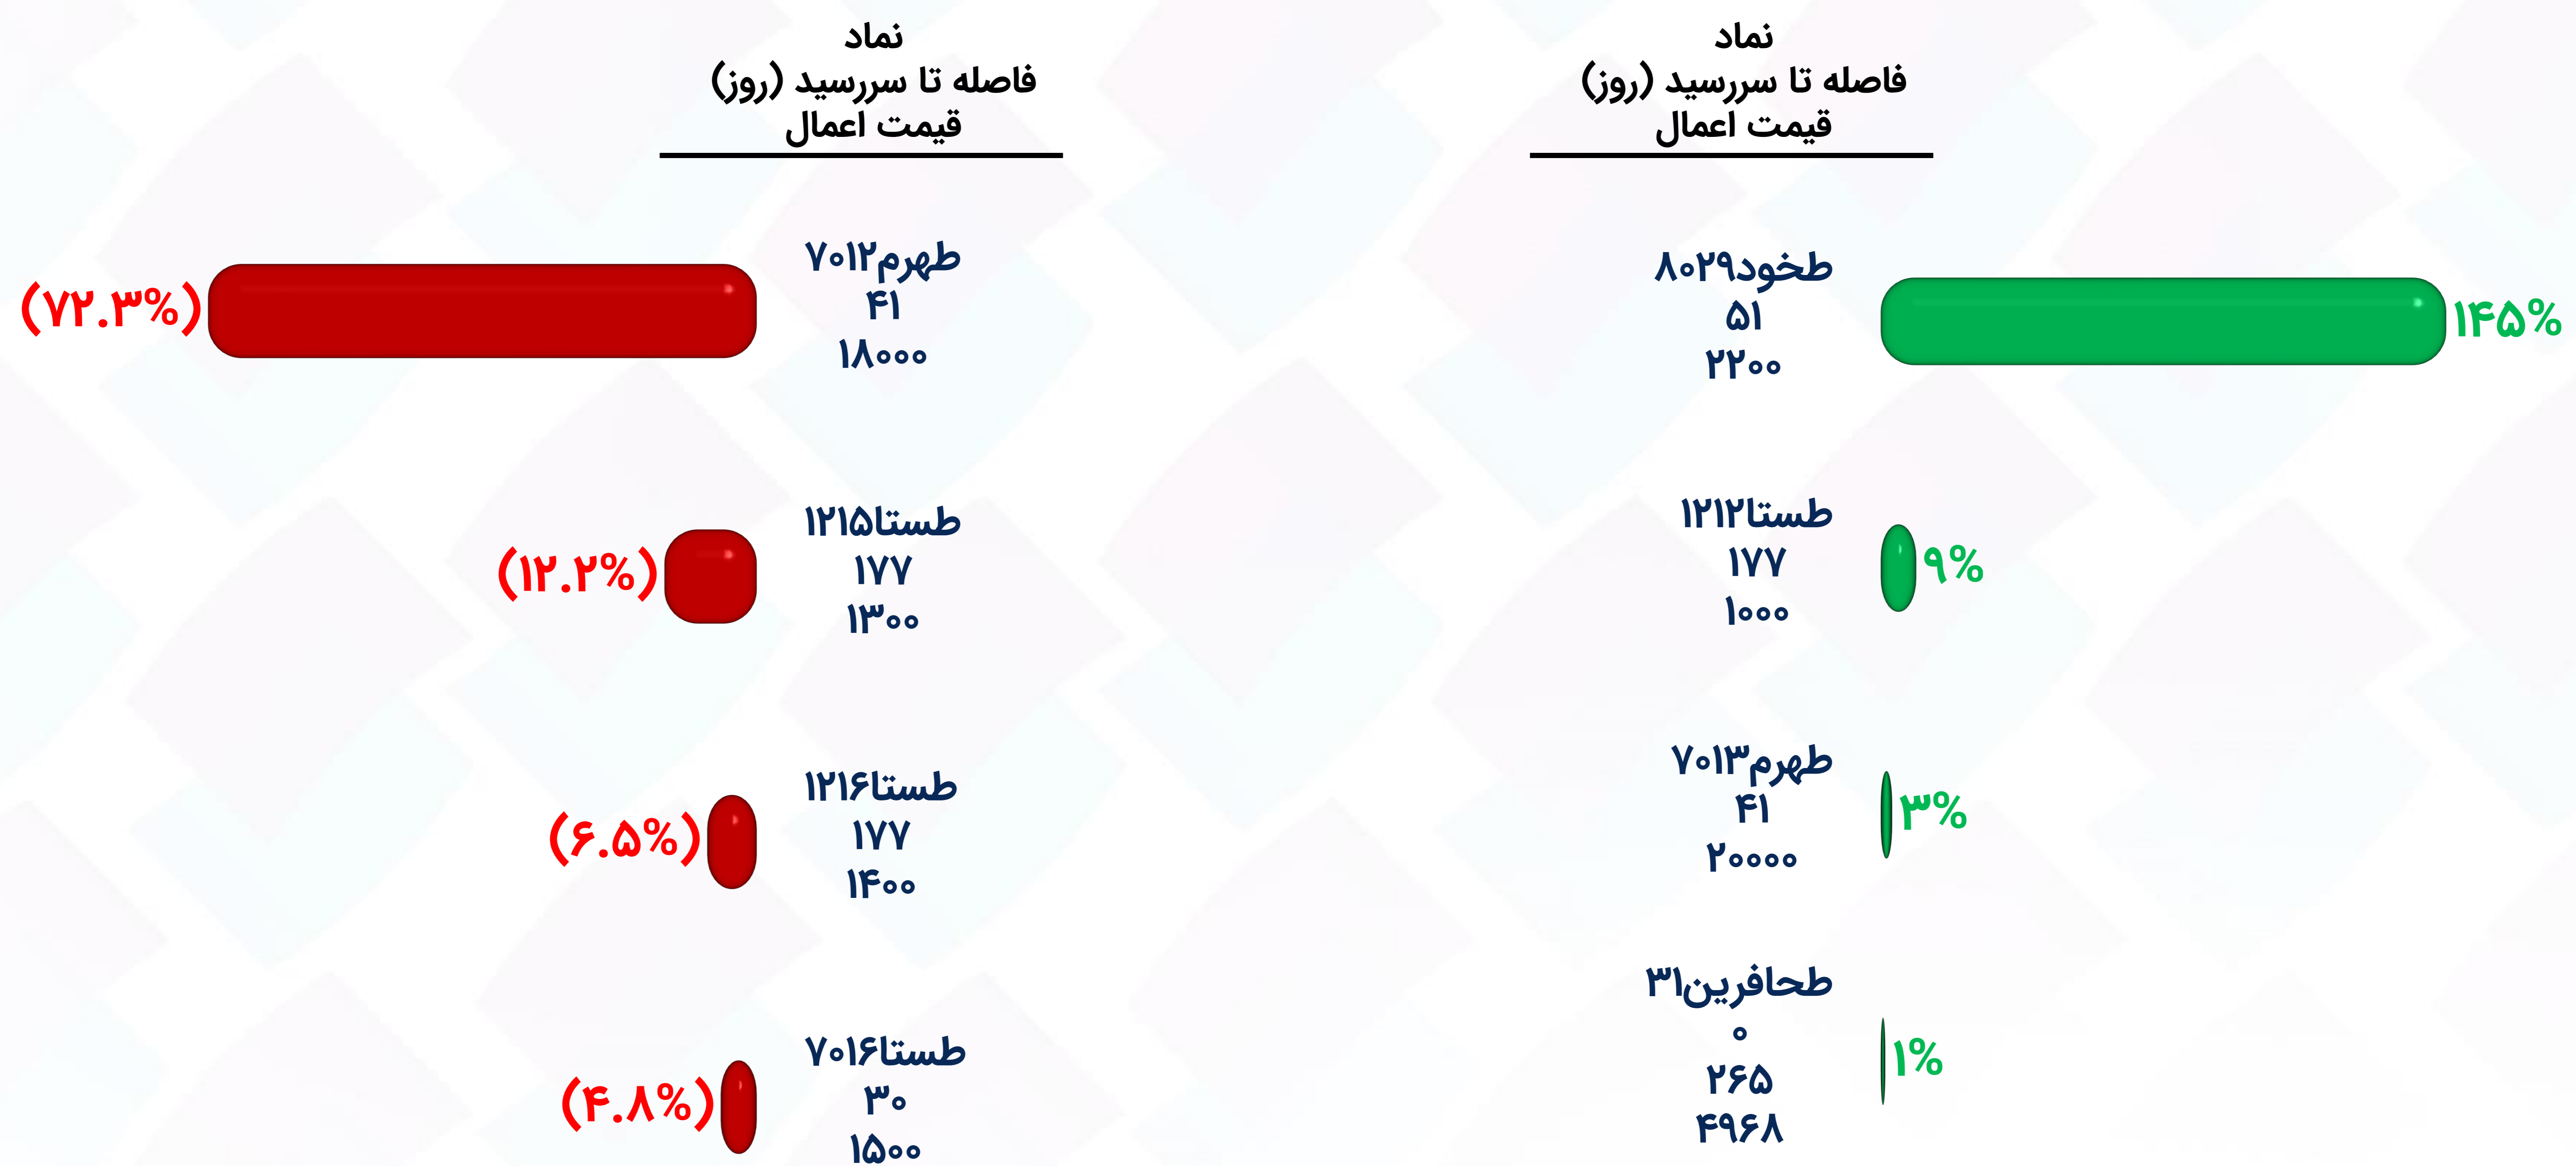 نماد
فاصله تا سررسید (روز)
قیمت اعمال
طخود۸۰۲۹
۵۱
۲۲۰۰
۱۴۵%
طستا۱۲۱۲
۱۷۷
۱۰۰۰
۹%
طهرم۷۰۱۳
۴۱
۲۰۰۰۰
۳%
طحافرین۳۱
۰
۲۶۵
۴۹۶۸
۱%
نماد
فاصله تا سررسید (روز)
قیمت اعمال
طهرم۷۰۱۲
۴۱
۱۸۰۰۰
(۷۲.۳%)
طستا۱۲۱۵
۱۷۷
۱۳۰۰
(۱۲.۲%)
طستا۱۲۱۶
۱۷۷
۱۴۰۰
(۶.۵%)
طستا۷۰۱۶
۳۰
۱۵۰۰
(۴.۸%)